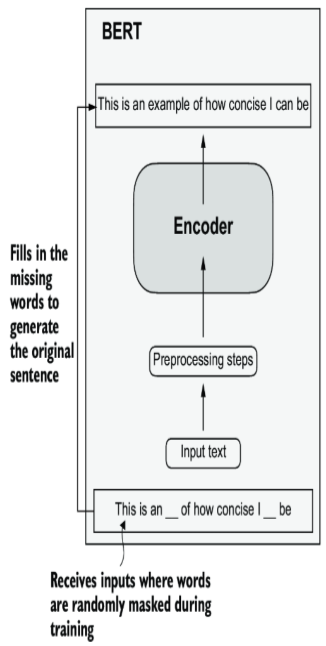 BERT
This is an example of how concise I can be
Encoder
Fills in the
missing
words to
generate
the original
sentence
Preprocessing steps
Input text
This is an __ of how concise I __ be
Receives inputs where words
are randomly masked during
training